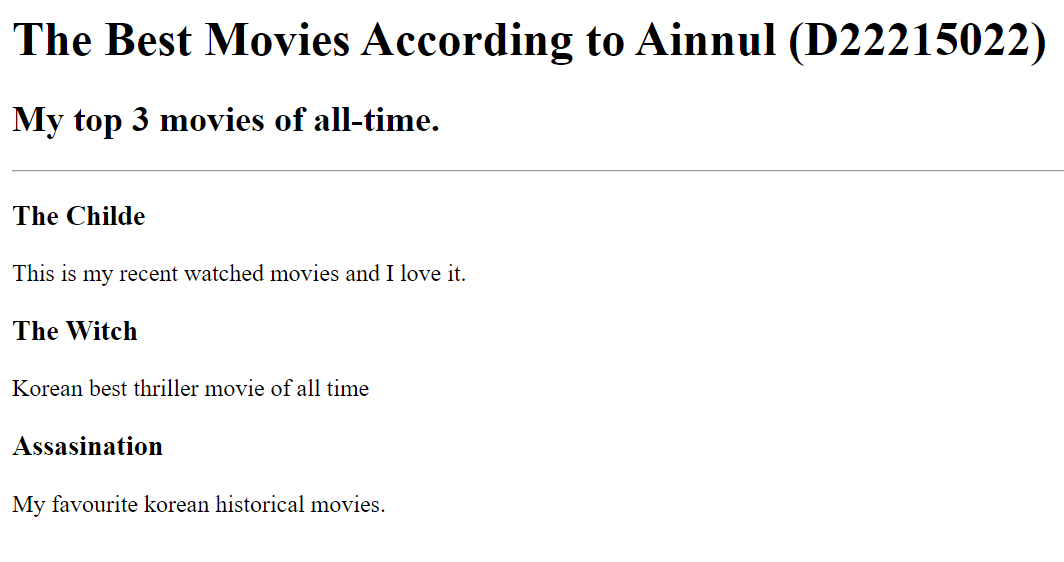 The Best Movies According to Ainnul (D22215022)
My top 3 movies of all-time.
The Childe
This is my recent watched movies and I love it.
The Witch
Korean best thriller movie of all time
Assasination
My favourite korean historical movies.